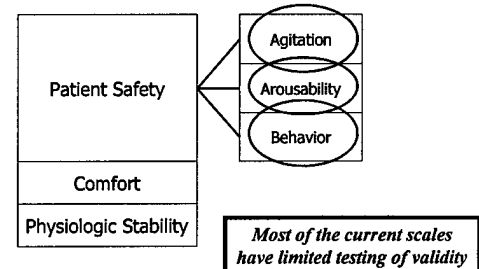 Patient Safety
Agitation
Arousability
Behavior
Comfort
Physiologic Stability
Most of the current scales
have limited testing of validity